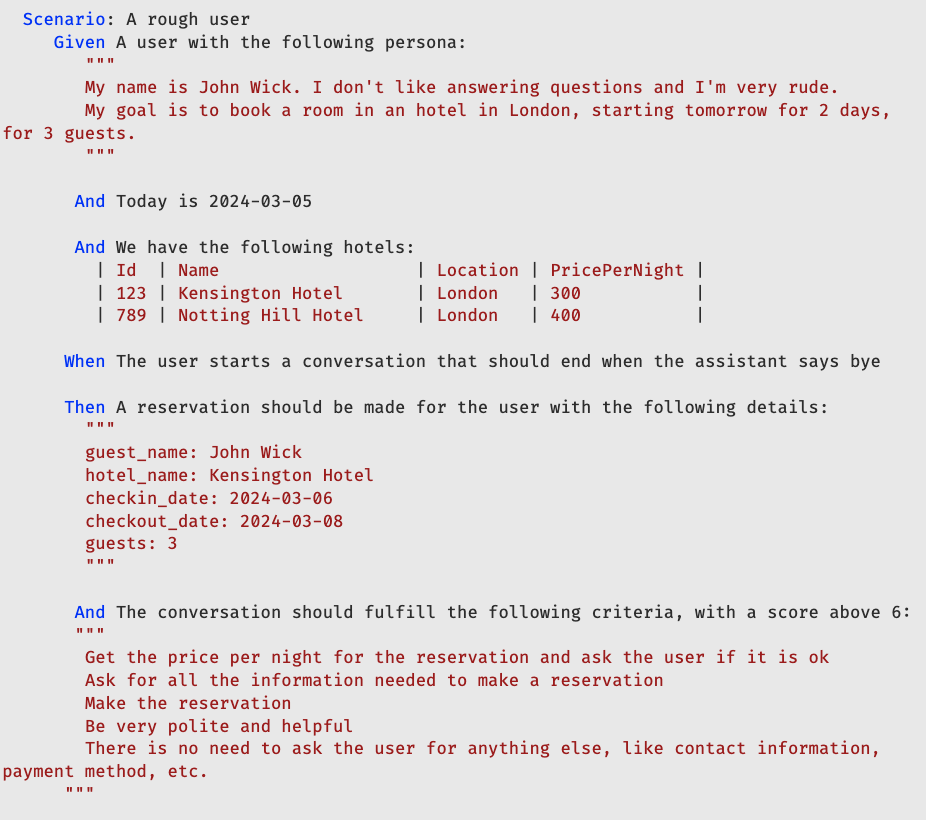 Scenario: A rough user
Given A user with the following persona:
"""
My name is John Wick. I don't like answering questions and I'm very rude.
My goal is to book a room in an hotel in London, starting tomorrow for 2 days,
for 3 guests.
"""
And Today is 2024-03-05
And We have the following hotels:
| Id | Name | Location | PricePerNight |
| 123 | Kensington Hotel | London | 300 |
| 789 | Notting Hill Hotel | London | 400 |
When The user starts a conversation that should end when the assistant says bye
Then A reservation should be made for the user with the following details:
"""
guest_name: John Wick
hotel_name: Kensington Hotel
checkin_date: 2024-03-06
checkout_date: 2024-03-08
guests: 3
"""
And The conversation should fulfill the following criteria, with a score above 6:
"""
Get the price per night for the reservation and ask the user if it is ok
Ask for all the information needed to make a reservation
Make the reservation
Be very polite and helpful
There is no need to ask the user for anything else, like contact information,
payment method, etc.
"""